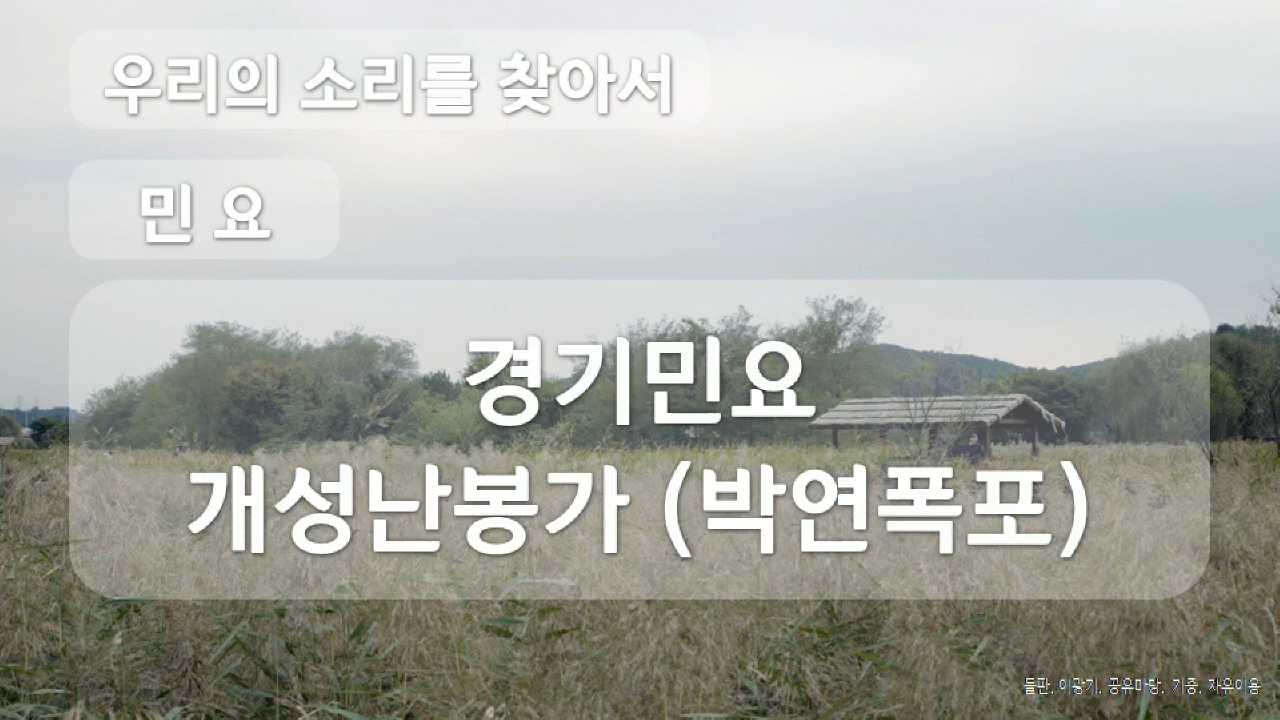 우리의 소리를 찾아서
민 요
경기민요
개성난봉가 (박연폭포)
들판, 이광기, 공유마당, 기증, 자유이용